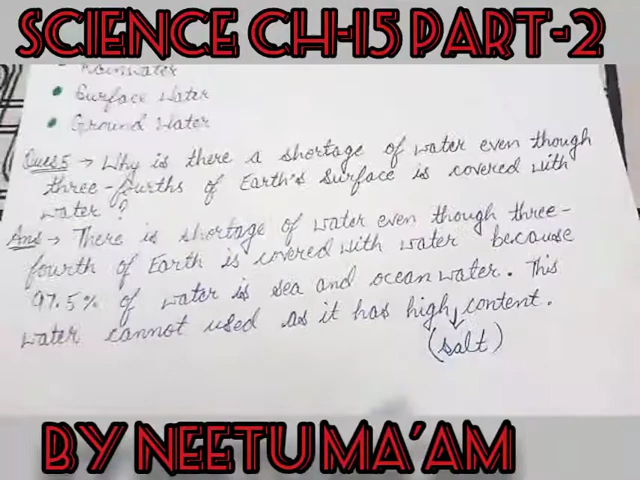 SCIENCE CH-15 PART-2
Rainwater
• Surface Water
• Ground Water
Ques5 → Why is there a shortage of water even though
three-fourths of Earth's surface is covered with
water?
Ans → There is shortage of water even though three-
fourth of Earth is covered with water because
97.5% of water is sea and ocean water. This
water cannot used as it has high content.
(salt)
BY NEETU MA'AM